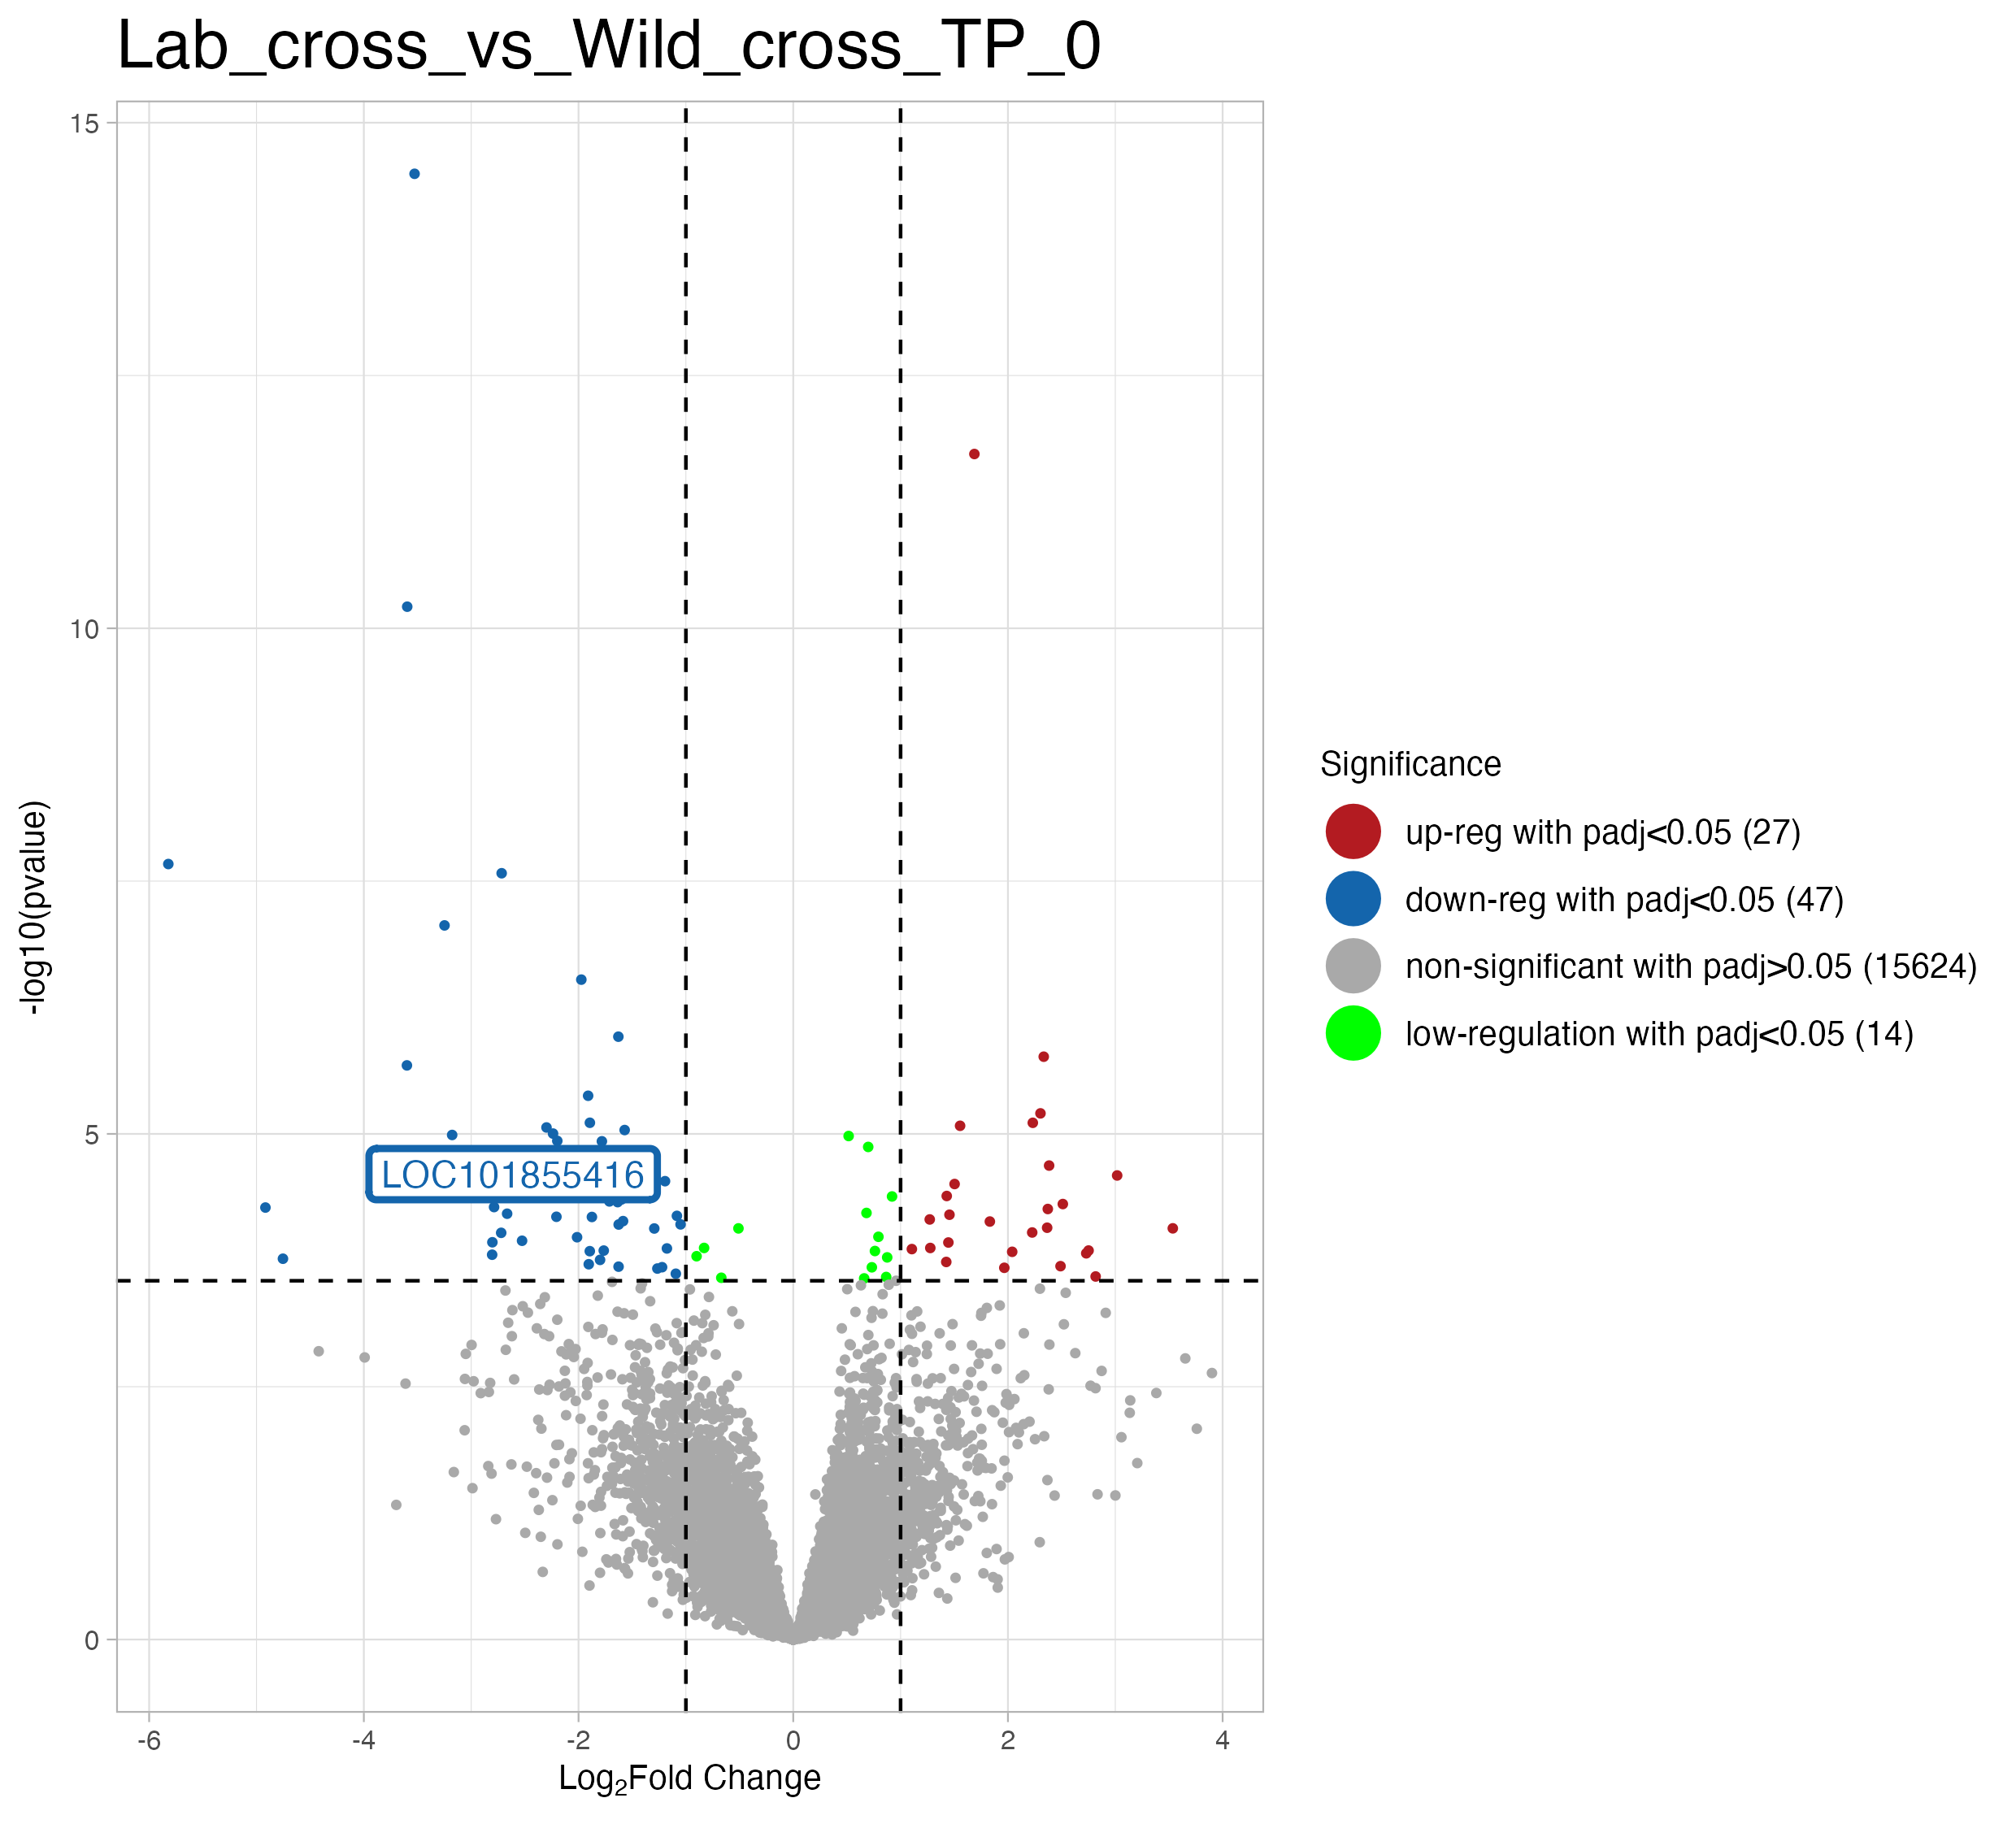 Lab_cross_vs_Wild_cross_TP_0
15
10
5
0
-log10(pvalue)
LOC101855416
-6
-4
-2
0
2
4
Log₂Fold Change
Significance
up-reg with padj<0.05 (27)
down-reg with padj<0.05 (47)
non-significant with padj>0.05 (15624)
low-regulation with padj<0.05 (14)